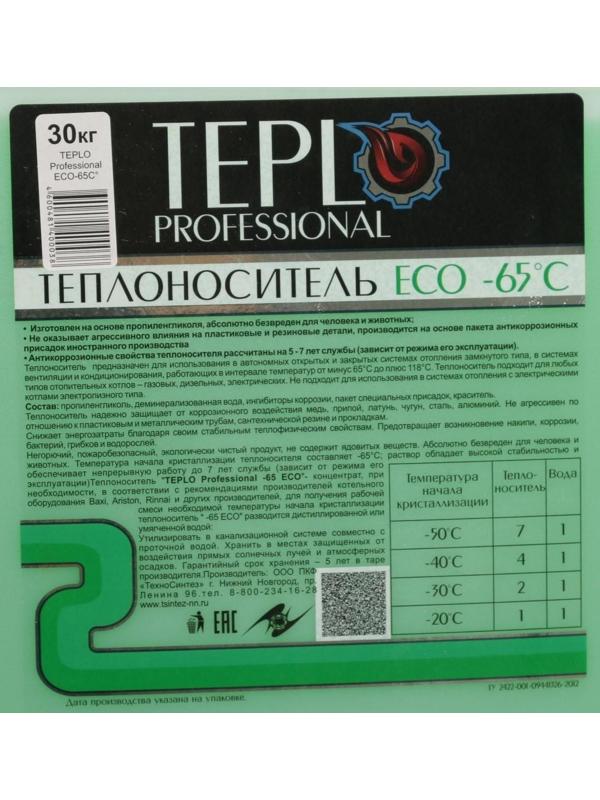 30кг
TEPLO
Professional
ECO-65C°
4600481400038
TEPLO
PROFESSIONAL
ТЕПЛОНОСИТЕЛЬ ECO -65°C
• Изготовлен на основе пропиленгликоля, абсолютно безвреден для человека и животных;
• Не оказывает агрессивного влияния на пластиковые и резиновые детали, производится на основе пакета антикоррозионных
присадок иностранного производства
• Антикоррозионные свойства теплоносителя рассчитаны на 5 - 7 лет службы (зависит от режима его эксплуатации).
Теплоноситель предназначен для использования в автономных открытых и закрытых системах отопления замкнутого типа, в системах
вентиляции и кондиционирования, работающих в интервале температур от минус 65°С до плюс 118°С. Теплоноситель подходит для любых
типов отопительных котлов – газовых, дизельных, электрических. Не подходит для использования в системах отопления с электрическими
котлами электролизного типа.
Состав: пропиленгликоль, деминерализованная вода, ингибиторы коррозии, пакет специальных присадок, краситель.
Теплоноситель надежно защищает от коррозионного воздействия медь, припой, латунь, чугун, сталь, алюминий. Не агрессивен по
отношению к пластиковым и металлическим трубам, сантехнической резине и прокладкам.
Снижает энергозатраты благодаря своим стабильным теплофизическим свойствам. Предотвращает возникновение накипи, коррозии,
бактерий, грибков и водорослей.
Негорючий, пожаробезопасный, экологически чистый продукт, не содержит ядовитых веществ. Абсолютно безвреден для человека и
животных. Температура начала кристаллизации теплоносителя составляет -65°С; раствор обладает высокой стабильностью и
обеспечивает непрерывную работу до 7 лет службы (зависит от режима его
эксплуатации)Теплоноситель "TEPLO Professional -65 ECO"- концентрат, при
необходимости, в соответствии с рекомендациями производителей котельного
оборудования Baxi, Ariston, Rinnai и других производителей, для получения рабочей
смеси необходимой температуры начала кристаллизации
теплоноситель " -65 ECO" разводится дистиллированной или
умягченной водой:
Утилизировать в канализационной системе совместно с
проточной водой. Хранить в местах защищенных от
воздействия прямых солнечных лучей и атмосферных
осадков. Гарантийный срок хранения – 5 лет в таре
производителя.Производитель: ООО ПКФ
«ТехноСинтез» г. Нижний Новгород, пр.
Ленина 96.тел. 8-800-234-16-28
www.tsintez-nn.ru
Температура начала кристаллизации Тепло-носитель Вода
-50°C 7 1
-40°C 4 1
-30°C 2 1
-20°C 1 1
EAC
Дата производства указана на упаковке.
ТУ 2422-001-09441326-2012